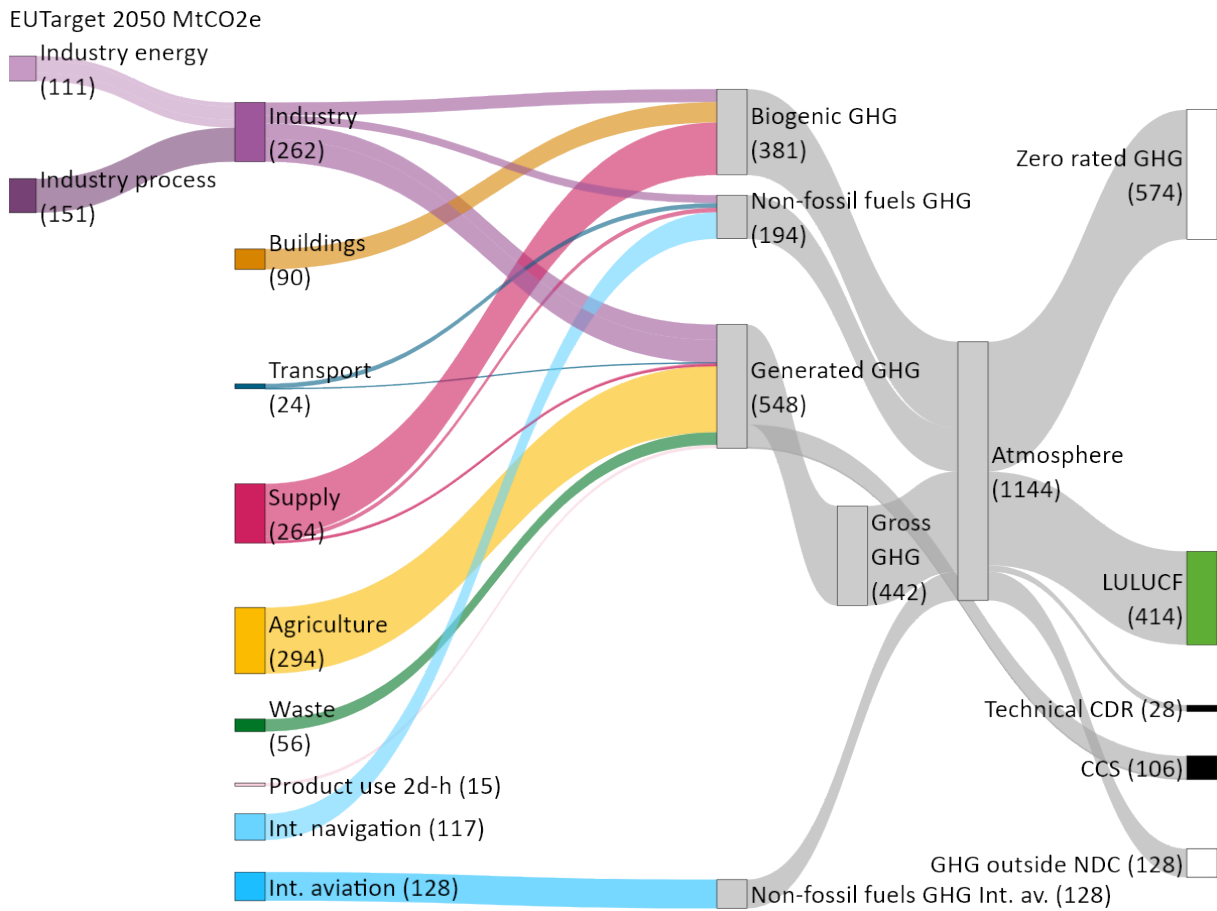 EUTarget 2050 MtCO2e
Industry energy
(111)
Industry process
(151)
Industry
(262)
Buildings
(90)
Transport
(24)
Supply
(264)
Agriculture
(294)
Waste
(56)
Product use 2d-h (15)
Int. navigation (117)
Int. aviation (128)
Biogenic GHG
(381)
Non-fossil fuels GHG
(194)
Generated GHG
(548)
Gross
GHG
(442)
Non-fossil fuels GHG Int. av. (128)
Atmosphere
(1144)
Zero rated GHG
(574)
LULUCF
(414)
Technical CDR (28)
CCS (106)
GHG outside NDC (128)